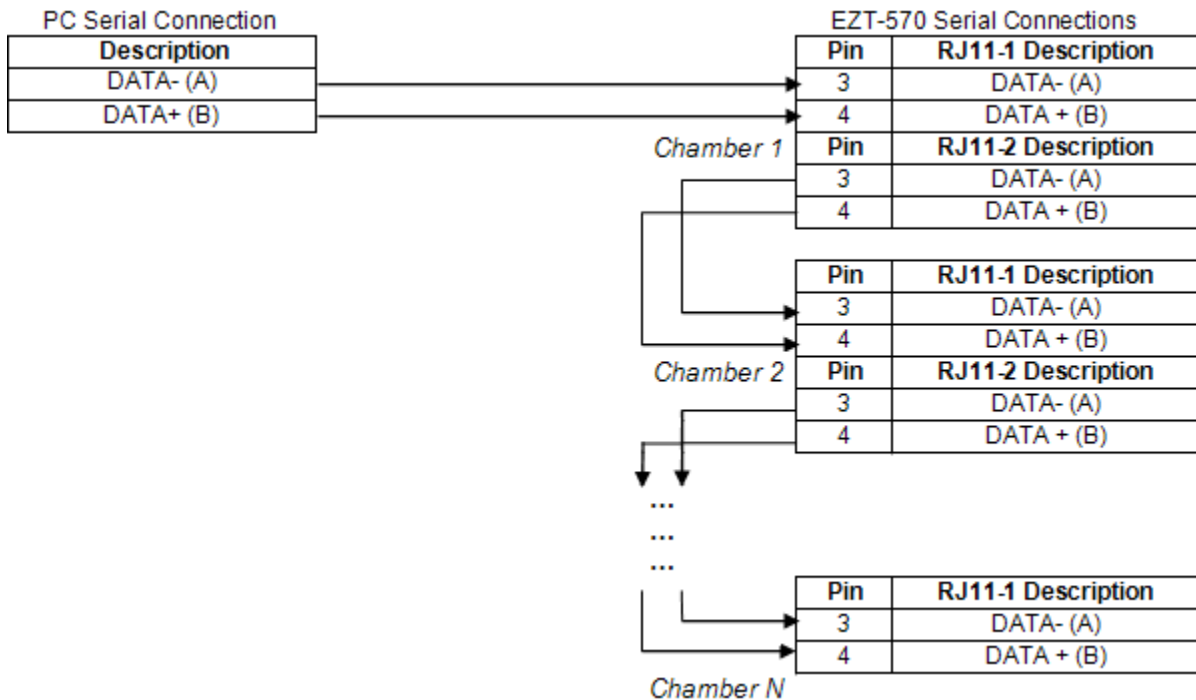 PC Serial Connection
Description
DATA- (A)
DATA+ (B)
EZT-570 Serial Connections
Pin RJ11-1 Description
3 DATA- (A)
4 DATA + (B)
Chamber 1
Pin RJ11-2 Description
3 DATA- (A)
4 DATA + (B)
Pin RJ11-1 Description
3 DATA- (A)
4 DATA + (B)
Chamber 2
Pin RJ11-2 Description
3 DATA- (A)
4 DATA + (B)
...
...
...
Pin RJ11-1 Description
3 DATA- (A)
4 DATA + (B)
Chamber N